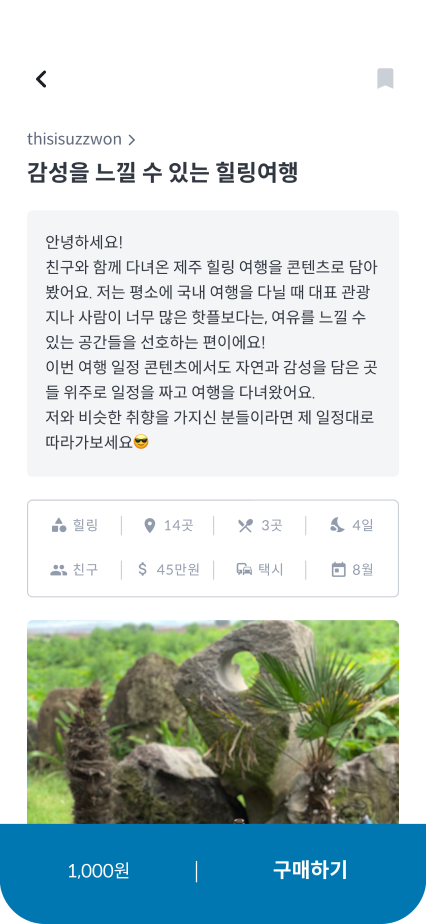 thisisuzzwon
감성을 느낄 수 있는 힐링여행
안녕하세요!
친구와 함께 다녀온 제주 힐링 여행을 콘텐츠로 담아
봤어요. 저는 평소에 국내 여행을 다닐 때 대표 관광
지나 사람이 너무 많은 핫플보다는, 여유를 느낄 수
있는 공간들을 선호하는 편이에요!
이번 여행 일정 콘텐츠에서도 자연과 감성을 담은 곳
들 위주로 일정을 짜고 여행을 다녀왔어요.
저와 비슷한 취향을 가지신 분들이라면 제 일정대로
따라가보세요😎
힐링 14곳 3곳 4일
친구 45만원 택시 8월
1,000원 | 구매하기